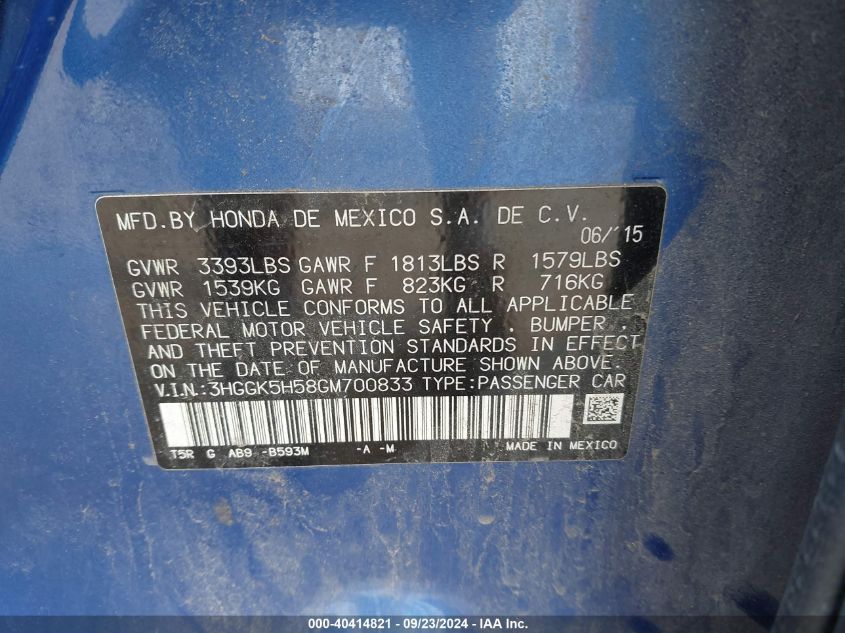 MFD.BY HONDA DE MEXICO S.A. DE C.V.
06/15
GVWR 3393LBS GAWR F 1813LBS R 1579LBS
GVWR 1539KG GAWR F 823KG R 716KG
THIS VEHICLE CONFORMS TO ALL APPLICABLE
FEDERAL MOTOR VEHICLE SAFETY , BUMPER ,
AND THEFT PREVENTION STANDARDS IN EFFECT
ON THE DATE OF MANUFACTURE SHOWN ABOVE.
V.I.N.:3HGGK5H58GM700833 TYPE:PASSENGER CAR
T5R G AB9 -B593M -A -M MADE IN MEXICO
000-40414821 - 09/23/2024 - IAA Inc.